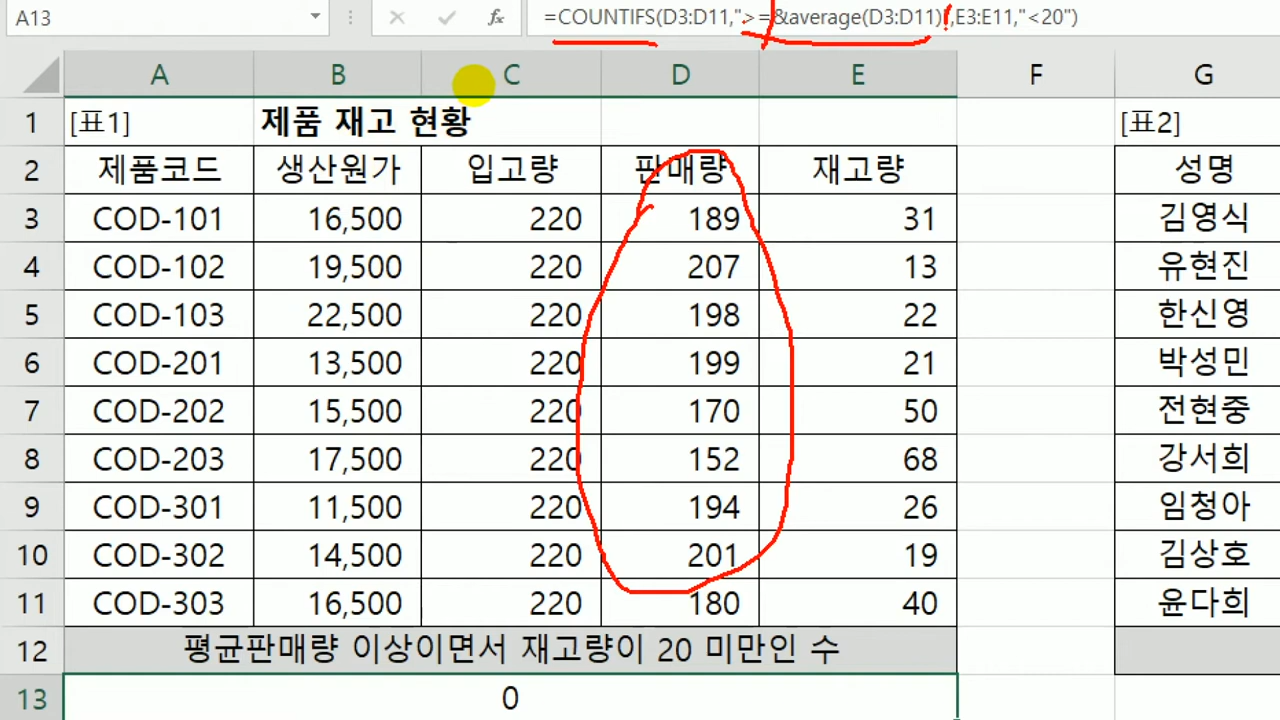 A13 fx =COUNTIFS(D3:D11,">=&average(D3:D11)",E3:E11,"<20")
A B C D E F G
1 [표1] 제품 재고 현황 [표2]
2 제품코드 생산원가 입고량 판매량 재고량 성명
3 COD-101 16,500 220 189 31 김영식
4 COD-102 19,500 220 207 13 유현진
5 COD-103 22,500 220 198 22 한신영
6 COD-201 13,500 220 199 21 박성민
7 COD-202 15,500 220 170 50 전현중
8 COD-203 17,500 220 152 68 강서희
9 COD-301 11,500 220 194 26 임청아
10 COD-302 14,500 220 201 19 김상호
11 COD-303 16,500 220 180 40 윤다희
12 평균판매량 이상이면서 재고량이 20 미만인 수
13 0